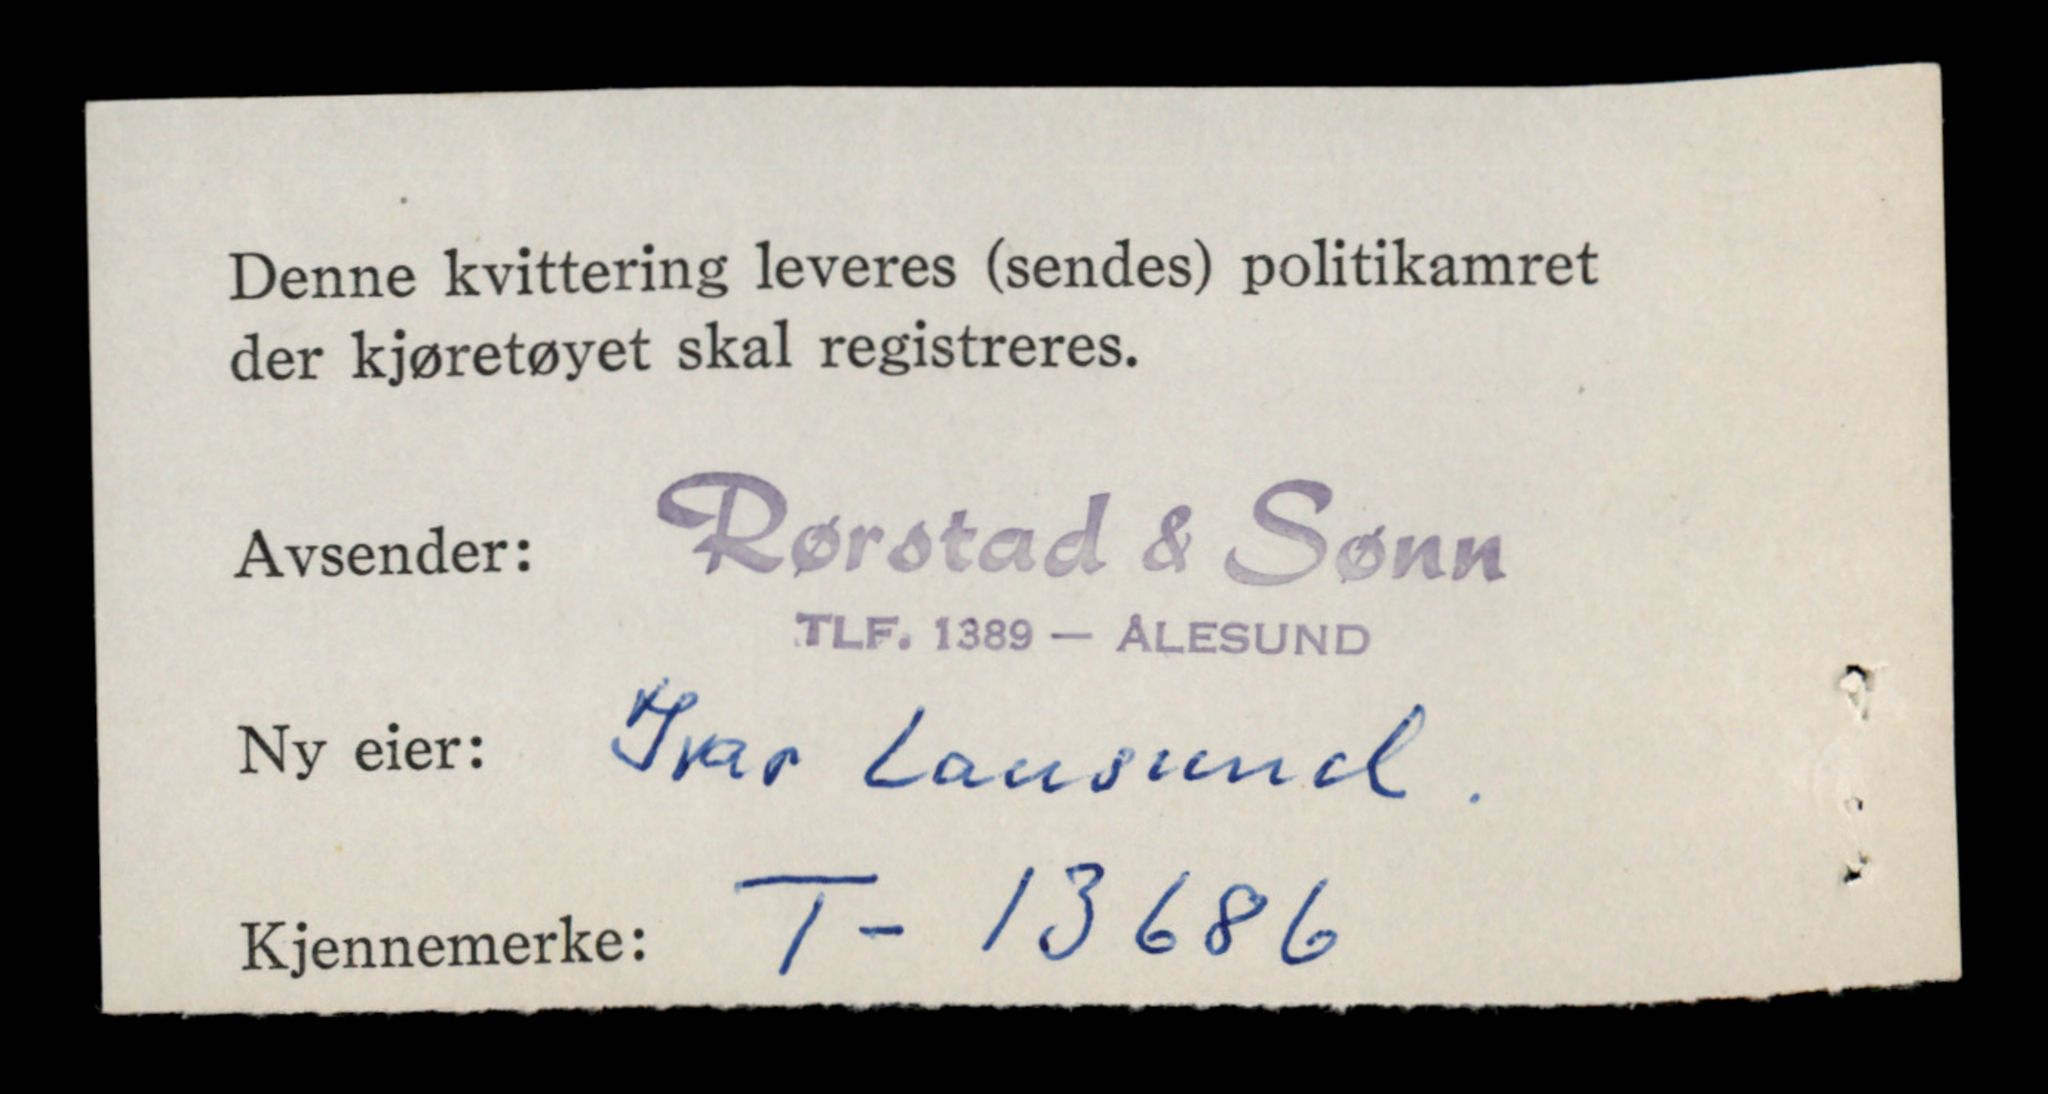 Denne kvittering leveres (sendes) politikamret
der kjøretøyet skal registreres.
Avsender: Rørstad & Sønn
TLF. 1389 — ÅLESUND
Ny eier: Ivar Lausund.
Kjennemerke: T- 13686